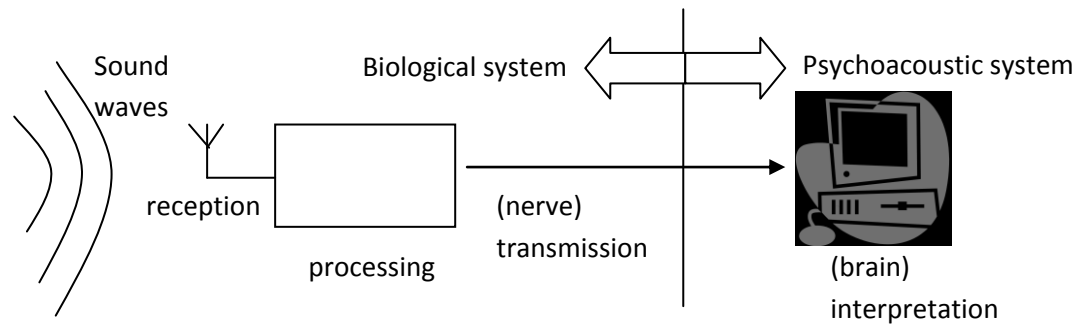 Sound
waves
Biological system
Psychoacoustic system
reception
processing
(nerve)
transmission
(brain)
interpretation